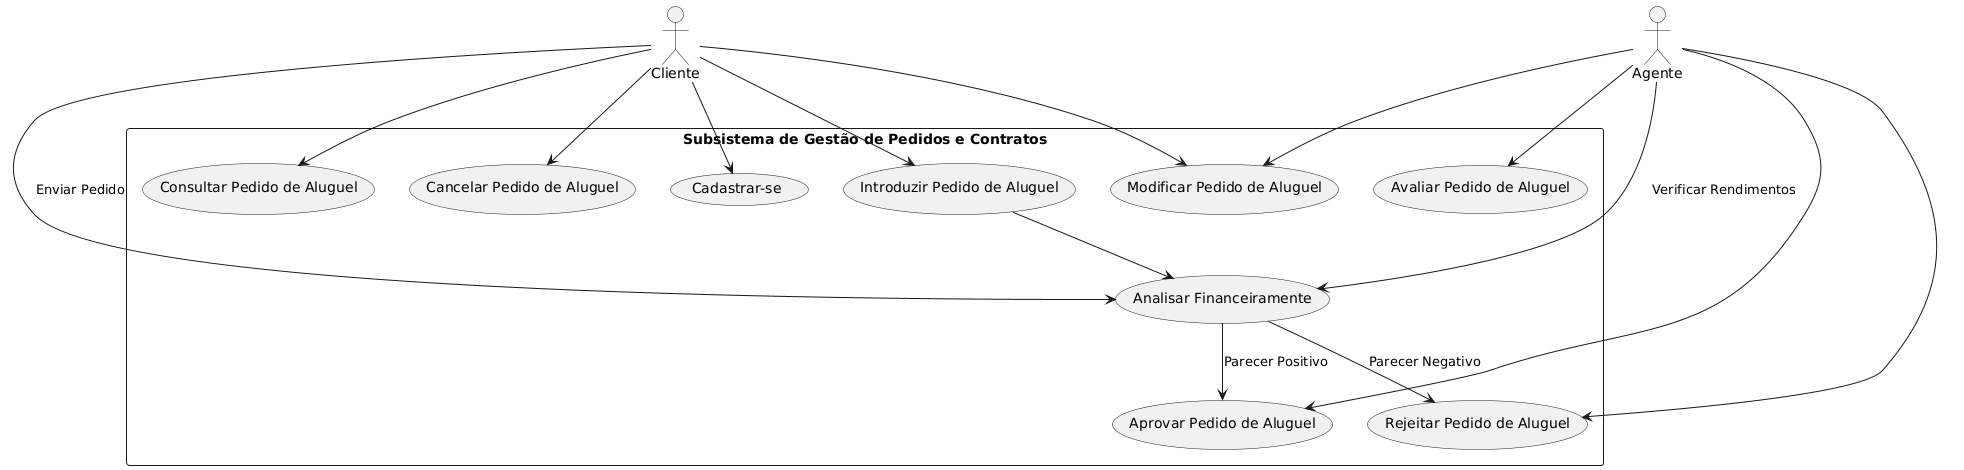 Cliente
Agente
Subsistema de Gestão de Pedidos e Contratos
Consultar Pedido de Aluguel
Cancelar Pedido de Aluguel
Cadastrar-se
Introduzir Pedido de Aluguel
Modificar Pedido de Aluguel
Avaliar Pedido de Aluguel
Enviar Pedido
Verificar Rendimentos
Analisar Financeiramente
Parecer Positivo
Parecer Negativo
Aprovar Pedido de Aluguel
Rejeitar Pedido de Aluguel